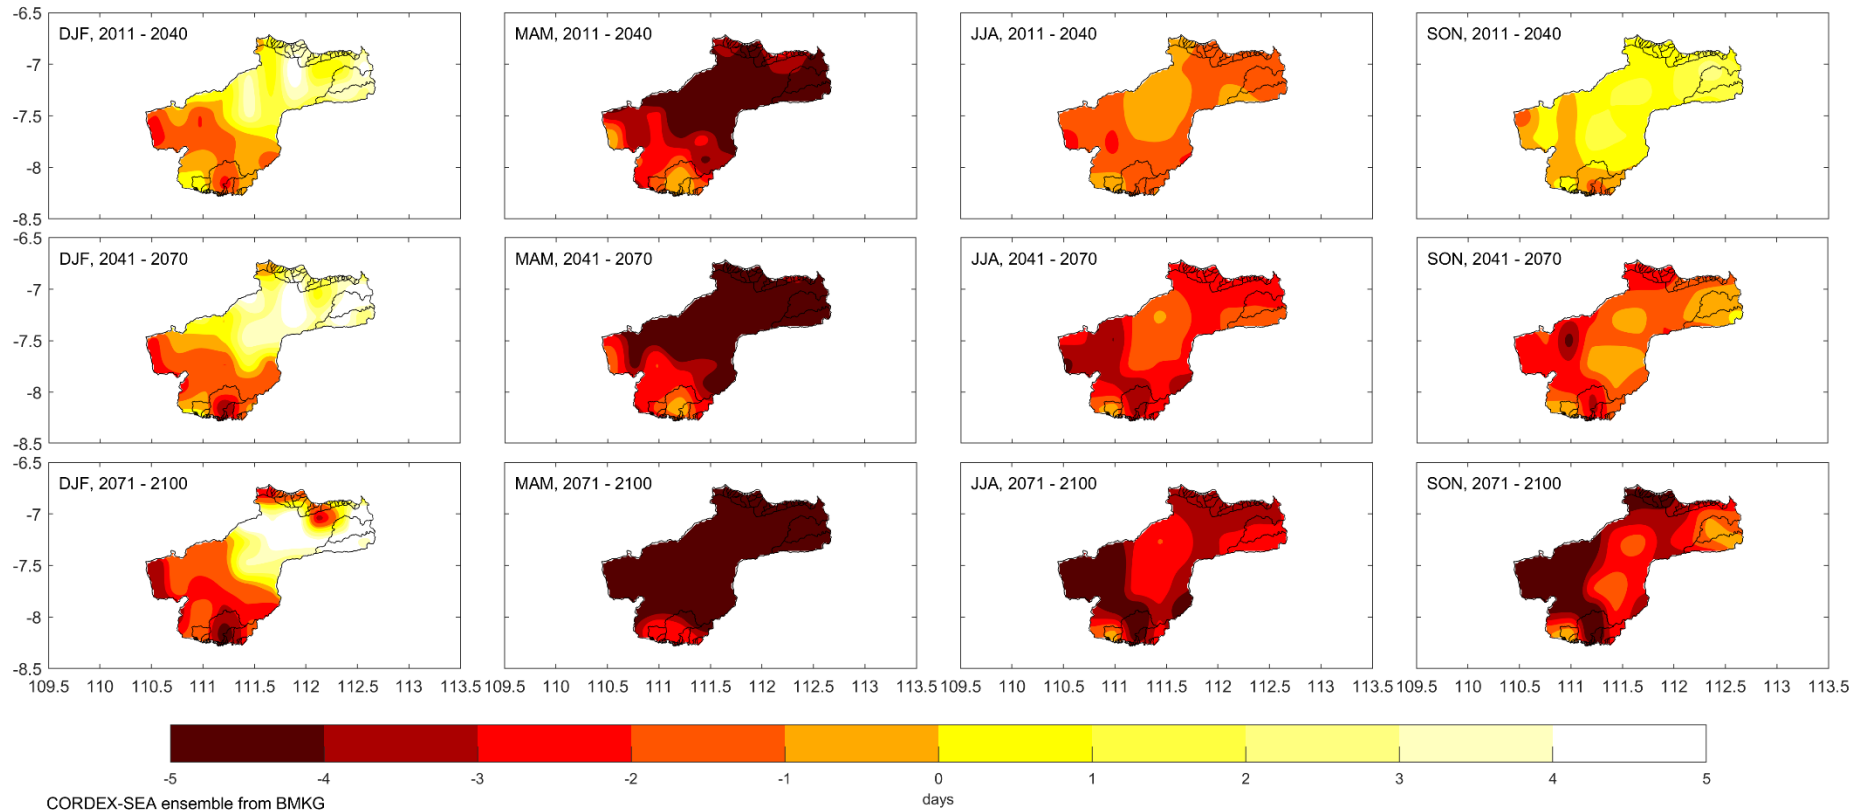 -6.5
DJF, 2011 - 2040 MAM, 2011 - 2040 JJA, 2011 - 2040 SON, 2011 - 2040
-7
-7.5
-8
-8.5
-6.5
DJF, 2041 - 2070 MAM, 2041 - 2070 JJA, 2041 - 2070 SON, 2041 - 2070
-7
-7.5
-8
-8.5
-6.5
DJF, 2071 - 2100 MAM, 2071 - 2100 JJA, 2071 - 2100 SON, 2071 - 2100
-7
-7.5
-8
-8.5
109.5 110 110.5 111 111.5 112 112.5 113 113.5 109.5 110 110.5 111 111.5 112 112.5 113 113.5 109.5 110 110.5 111 111.5 112 112.5 113 113.5 109.5 110 110.5 111 111.5 112 112.5 113 113.5
-5 -4 -3 -2 -1 0 1 2 3 4 5
days
CORDEX-SEA ensemble from BMKG